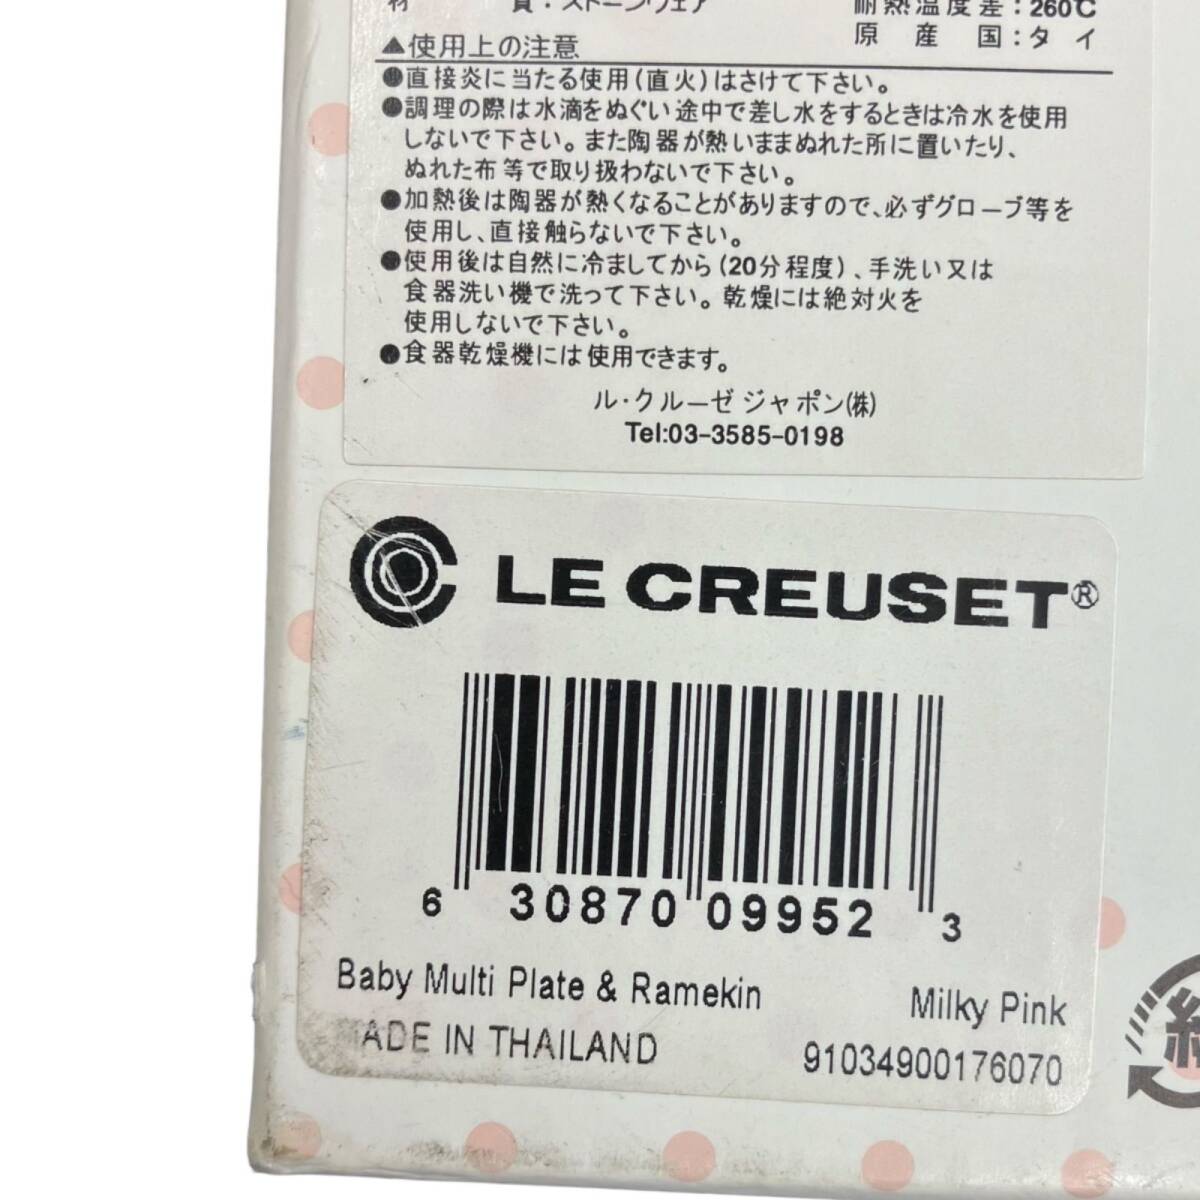 材　質：ストーンウェア
耐熱温度差：260℃
原産国：タイ
▲使用上の注意
●直接炎に当たる使用(直火)はさけて下さい。
●調理の際は水滴をぬぐい途中で差し水をするときは冷水を使用
しないで下さい。また陶器が熱いままぬれた所に置いたり、
ぬれた布等で取り扱わないで下さい。
●加熱後は陶器が熱くなることがありますので、必ずグローブ等を
使用し、直接触らないで下さい。
●使用後は自然に冷ましてから(20分程度)、手洗い又は
食器洗い機で洗って下さい。乾燥には絶対火を
使用しないで下さい。
●食器乾燥機には使用できます。
ル・クルーゼ ジャポン㈱
Tel:03-3585-0198
LE CREUSET®
6 30870 09952 3
Baby Multi Plate & Ramekin
Milky Pink
MADE IN THAILAND
91034900176070